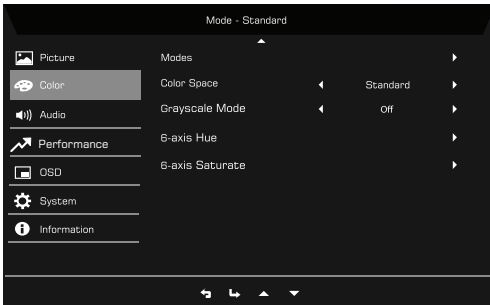 Mode - Standard
Picture
Modes
Color
Color Space Standard
Audio
Grayscale Mode Off
Performance
6-axis Hue
OSD
6-axis Saturate
System
Information